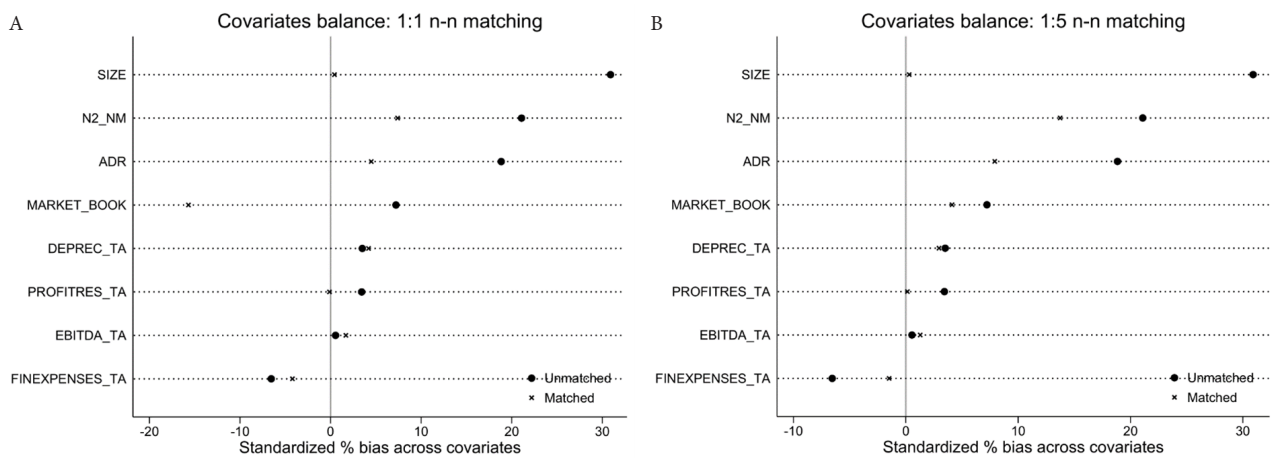 A
Covariates balance: 1:1 n-n matching
SIZE
N2_NM
ADR
MARKET_BOOK
DEPREC_TA
PROFITRES_TA
EBITDA_TA
FINEXPENSES_TA
Unmatched
Matched
-20 -10 0 10 20 30
Standardized % bias across covariates
B
Covariates balance: 1:5 n-n matching
SIZE
N2_NM
ADR
MARKET_BOOK
DEPREC_TA
PROFITRES_TA
EBITDA_TA
FINEXPENSES_TA
Unmatched
Matched
-10 0 10 20 30
Standardized % bias across covariates